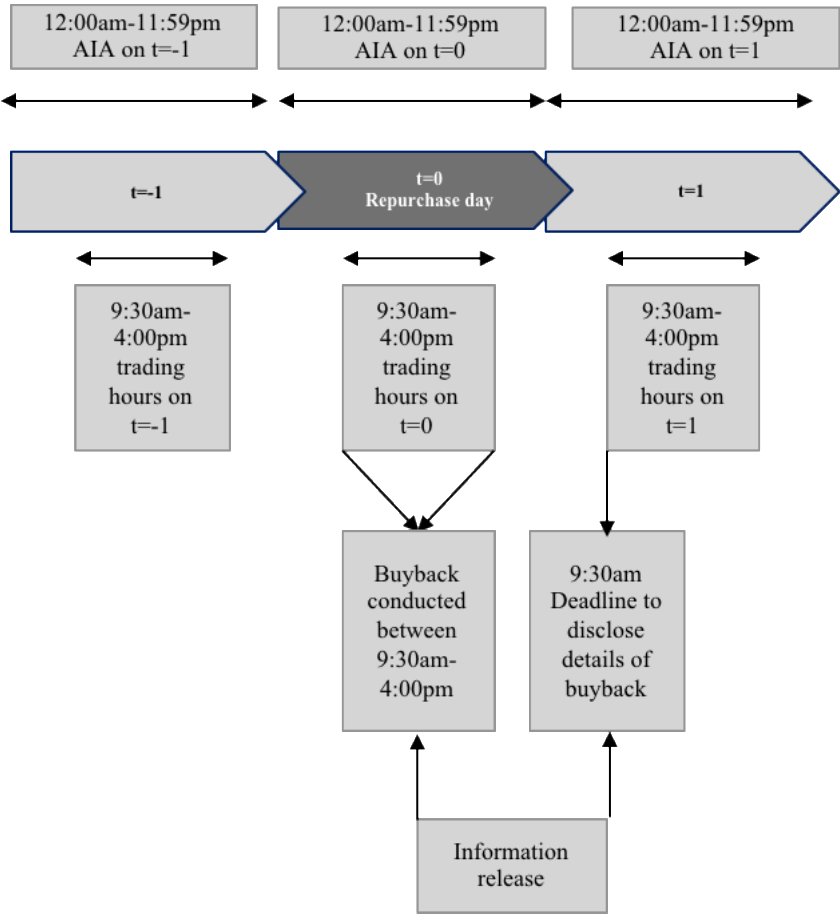 12:00am-11:59pm
AIA on t=-1
12:00am-11:59pm
AIA on t=0
12:00am-11:59pm
AIA on t=1
t=-1
t=0
Repurchase day
t=1
9:30am-
4:00pm
trading
hours on
t=-1
9:30am-
4:00pm
trading
hours on
t=0
9:30am-
4:00pm
trading
hours on
t=1
Buyback
conducted
between
9:30am-
4:00pm
9:30am
Deadline to
disclose
details of
buyback
Information
release